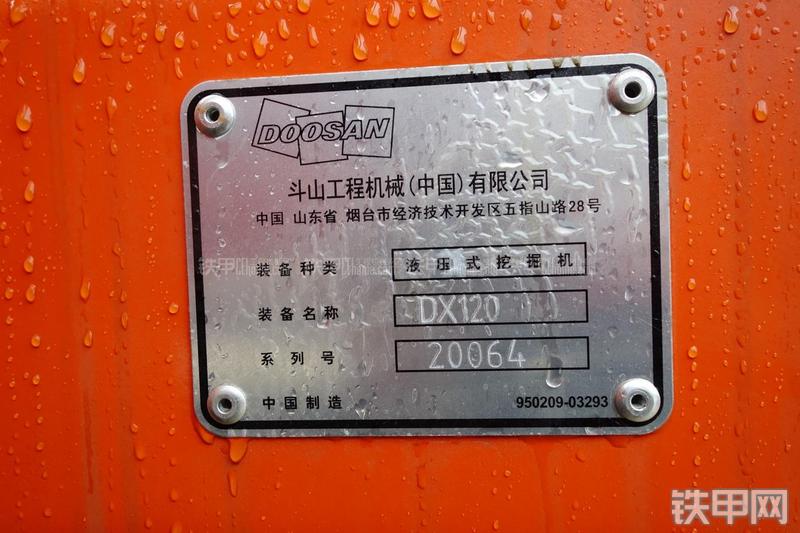 DOOSAN
斗山工程机械(中国)有限公司
中国 山东省 烟台市经济技术开发区五指山路28号
装备种类 液压式挖掘机
装备名称 DX120
系列号 20064
中国制造 950209-03293
铁甲网